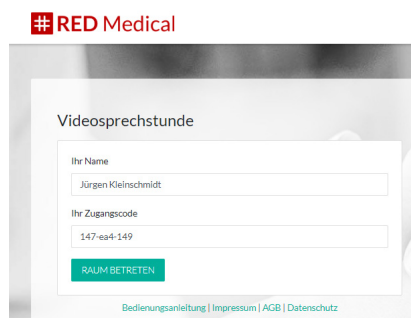 RED Medical
Videosprechstunde
Ihr Name
Jürgen Kleinschmidt
Ihr Zugangscode
147-ea4-149
RAUM BETRETEN
Bedienungsanleitung | Impressum | AGB | Datenschutz